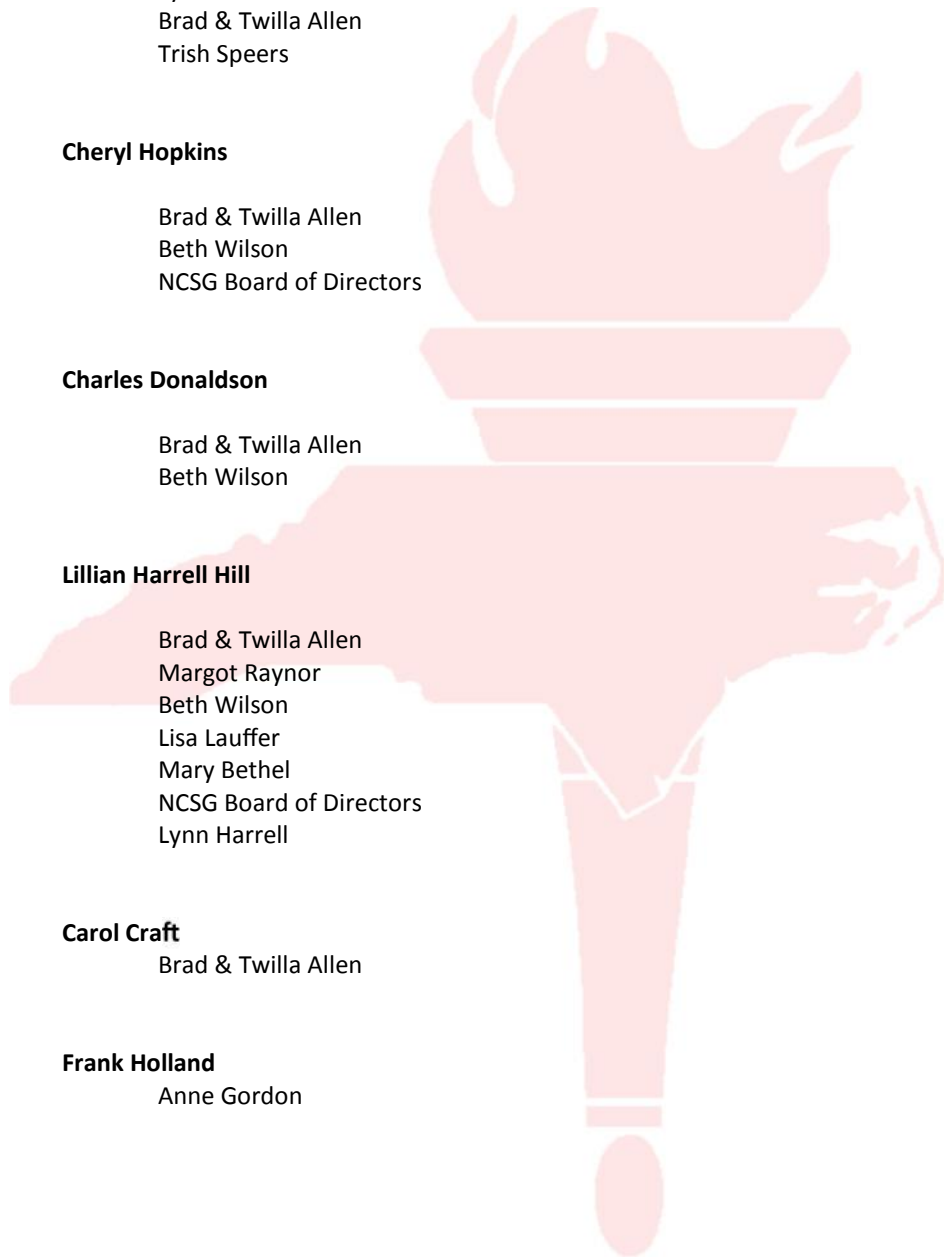 Brad & Twilla Allen
Trish Speers
Cheryl Hopkins
Brad & Twilla Allen
Beth Wilson
NCSG Board of Directors
Charles Donaldson
Brad & Twilla Allen
Beth Wilson
Lillian Harrell Hill
Brad & Twilla Allen
Margot Raynor
Beth Wilson
Lisa Lauffer
Mary Bethel
NCSG Board of Directors
Lynn Harrell
Carol Craft
Brad & Twilla Allen
Frank Holland
Anne Gordon